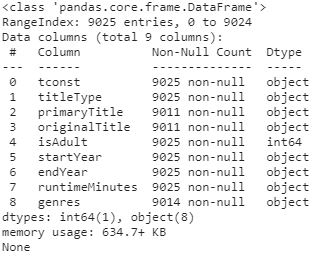 <class 'pandas.core.frame.DataFrame'>
RangeIndex: 9025 entries, 0 to 9024
Data columns (total 9 columns):
 #   Column          Non-Null Count  Dtype
---  ------          --------------  -----
 0   tconst          9025 non-null   object
 1   titleType       9025 non-null   object
 2   primaryTitle    9011 non-null   object
 3   originalTitle   9011 non-null   object
 4   isAdult         9025 non-null   int64
 5   startYear       9025 non-null   object
 6   endYear         9025 non-null   object
 7   runtimeMinutes  9025 non-null   object
 8   genres          9014 non-null   object
dtypes: int64(1), object(8)
memory usage: 634.7+ KB
None